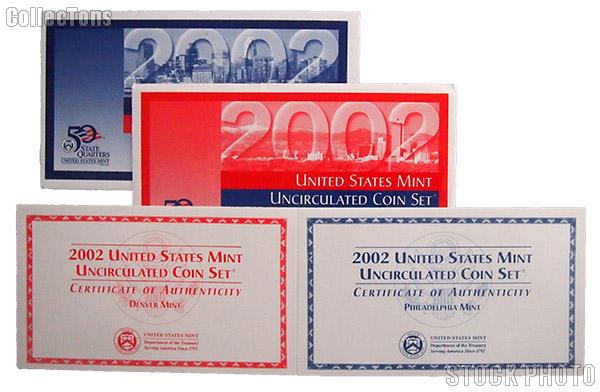 CollecTons
2002
50
STATE
QUARTERS
UNITED STATES MINT
2002
UNITED STATES MINT
UNCIRCULATED COIN SET
50
2002 UNITED STATES MINT
UNCIRCULATED COIN SET®
CERTIFICATE OF AUTHENTICITY
DENVER MINT
UNITED STATES MINT
Department of the Treasury
Serving America Since 1792
2002 UNITED STATES MINT
UNCIRCULATED COIN SET®
CERTIFICATE OF AUTHENTICITY
PHILADELPHIA MINT
UNITED STATES MINT
Department of the Treasury
Serving America Since 1792
STOCK PHOTO